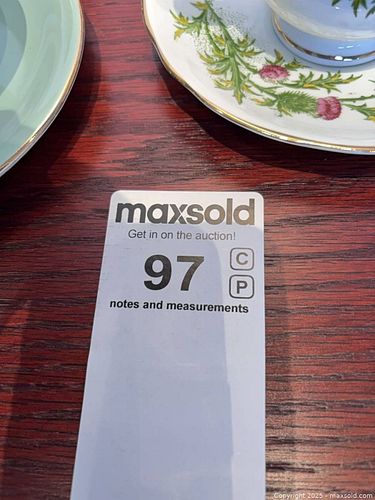 maxsold
Get in on the auction!
97
C
P
notes and measurements
Copyright 2025 - maxsold.com